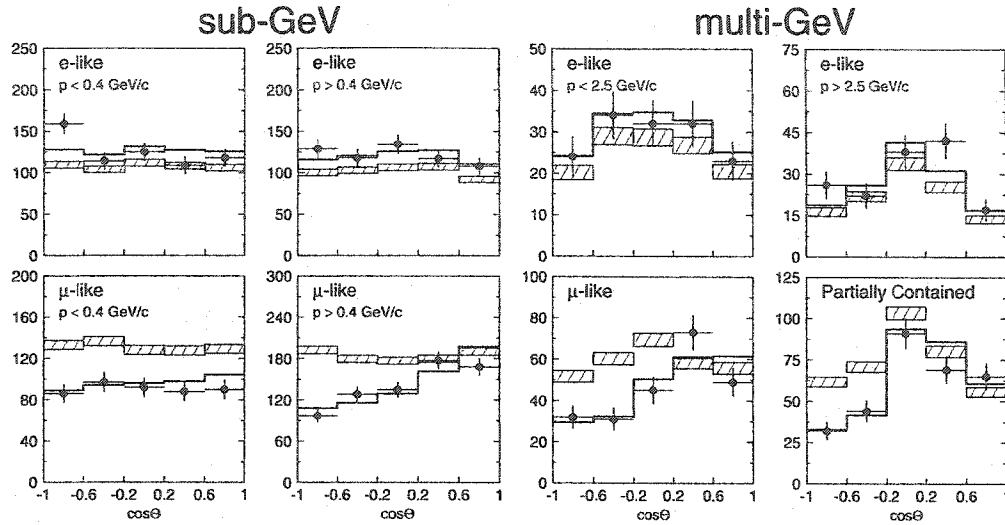 sub-GeV multi-GeV
250 250 50 75
e-like e-like e-like e-like
p < 0.4 GeV/c p > 0.4 GeV/c p < 2.5 GeV/c p > 2.5 GeV/c
200 200 40 60
150 150 30 45
100 100 20 30
50 50 10 15
0 0 0 0
200 300 100 125
μ-like μ-like μ-like Partially Contained
p < 0.4 GeV/c p > 0.4 GeV/c
160 240 80 100
120 180 60 75
80 120 40 50
40 60 20 25
0 0 0 0
-1 -0.6 -0.2 0.2 0.6 1 -1 -0.6 -0.2 0.2 0.6 1 -1 -0.6 -0.2 0.2 0.6 1 -1 -0.6 -0.2 0.2 0.6 1
cosΘ cosΘ cosΘ cosΘ